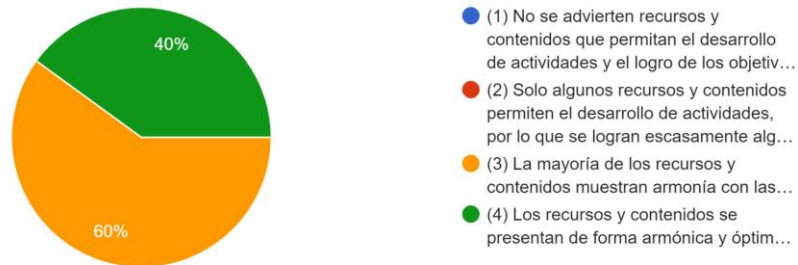 40%
60%
(1) No se advierten recursos y
contenidos que permitan el desarrollo
de actividades y el logro de los objetiv…
(2) Solo algunos recursos y contenidos
permiten el desarrollo de actividades,
por lo que se logran escasamente alg…
(3) La mayoría de los recursos y
contenidos muestran armonía con las…
(4) Los recursos y contenidos se
presentan de forma armónica y óptim…